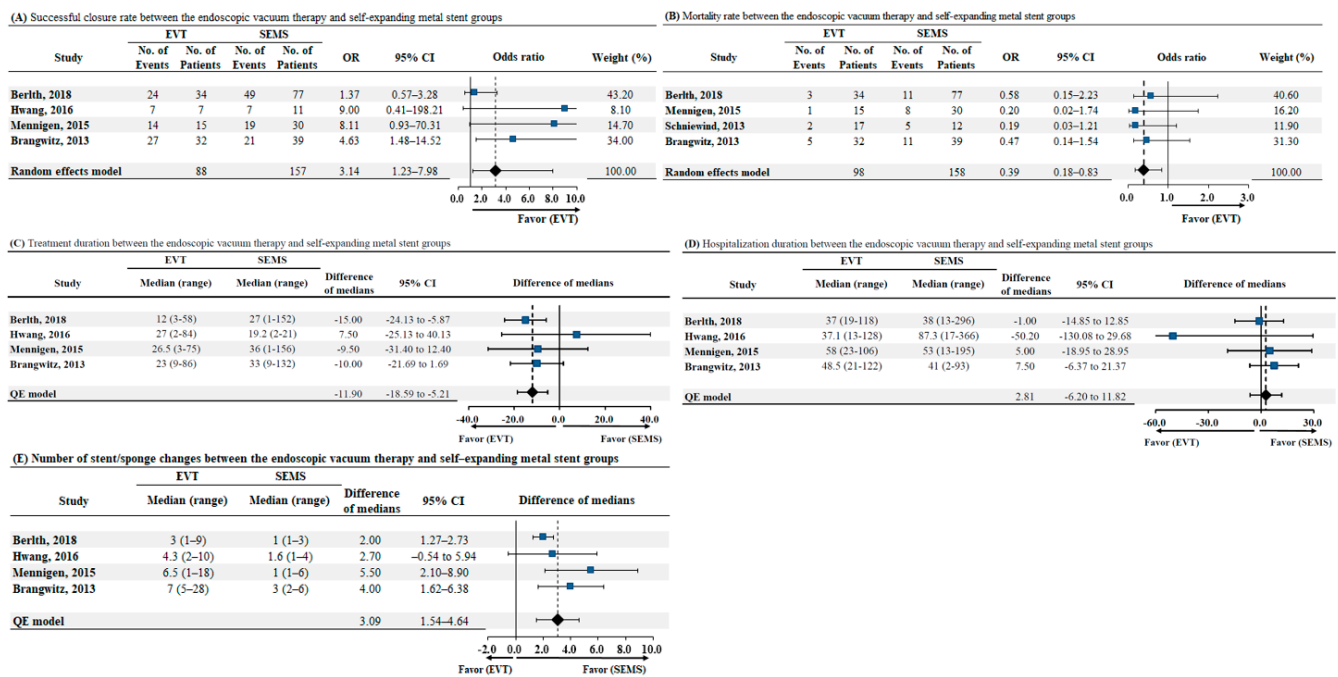 (A) Successful closure rate between the endoscopic vacuum therapy and self-expanding metal stent groups
EVT SEMS
Study No. of Events No. of Patients No. of Events No. of Patients OR 95% CI Odds ratio Weight (%)
Berlth, 2018 24 34 49 77 1.37 0.57–3.28 43.20
Hwang, 2016 7 7 7 11 9.00 0.41–198.21 8.10
Mennigen, 2015 14 15 19 30 8.11 0.93–70.31 14.70
Brangwitz, 2013 27 32 21 39 4.63 1.48–14.52 34.00
Random effects model 88 157 3.14 1.23–7.98 100.00
0.0 2.0 4.0 6.0 8.0 10.0
Favor (EVT)
(B) Mortality rate between the endoscopic vacuum therapy and self-expanding metal stent groups
EVT SEMS
Study No. of Events No. of Patients No. of Events No. of Patients OR 95% CI Odds ratio Weight (%)
Berlth, 2018 3 34 11 77 0.58 0.15–2.23 40.60
Mennigen, 2015 1 15 8 30 0.20 0.02–1.74 16.20
Schniewind, 2013 2 17 5 12 0.19 0.03–1.21 11.90
Brangwitz, 2013 5 32 11 39 0.47 0.14–1.54 31.30
Random effects model 98 158 0.39 0.18–0.83 100.00
0.0 1.0 2.0 3.0
Favor (EVT)
(C) Treatment duration between the endoscopic vacuum therapy and self-expanding metal stent groups
EVT SEMS
Study Median (range) Median (range) Difference of medians 95% CI Difference of medians
Berlth, 2018 12 (3-58) 27 (1-152) -15.00 -24.13 to -5.87
Hwang, 2016 27 (2-84) 19.2 (2-21) 7.50 -25.13 to 40.13
Mennigen, 2015 26.5 (3-75) 36 (1-156) -9.50 -31.40 to 12.40
Brangwitz, 2013 23 (9-86) 33 (9-132) -10.00 -21.69 to 1.69
QE model -11.90 -18.59 to -5.21
-40.0 -20.0 0.0 20.0 40.0
Favor (EVT) Favor (SEMS)
(D) Hospitalization duration between the endoscopic vacuum therapy and self-expanding metal stent groups
EVT SEMS
Study Median (range) Median (range) Difference of medians 95% CI Difference of medians
Berlth, 2018 37 (19-118) 38 (13-296) -1.00 -14.85 to 12.85
Hwang, 2016 37.1 (13-128) 87.3 (17-366) -50.20 -130.08 to 29.68
Mennigen, 2015 58 (23-106) 53 (13-195) 5.00 -18.95 to 28.95
Brangwitz, 2013 48.5 (21-122) 41 (2-93) 7.50 -6.37 to 21.37
QE model 2.81 -6.20 to 11.82
-60.0 -30.0 0.0 30.0
Favor (EVT) Favor (SEMS)
(E) Number of stent/sponge changes between the endoscopic vacuum therapy and self–expanding metal stent groups
EVT SEMS
Study Median (range) Median (range) Difference of medians 95% CI Difference of medians
Berlth, 2018 3 (1–9) 1 (1–3) 2.00 1.27–2.73
Hwang, 2016 4.3 (2–10) 1.6 (1–4) 2.70 –0.54 to 5.94
Mennigen, 2015 6.5 (1–18) 1 (1–6) 5.50 2.10–8.90
Brangwitz, 2013 7 (5–28) 3 (2–6) 4.00 1.62–6.38
QE model 3.09 1.54–4.64
-2.0 0.0 2.0 4.0 6.0 8.0 10.0
Favor (EVT) Favor (SEMS)